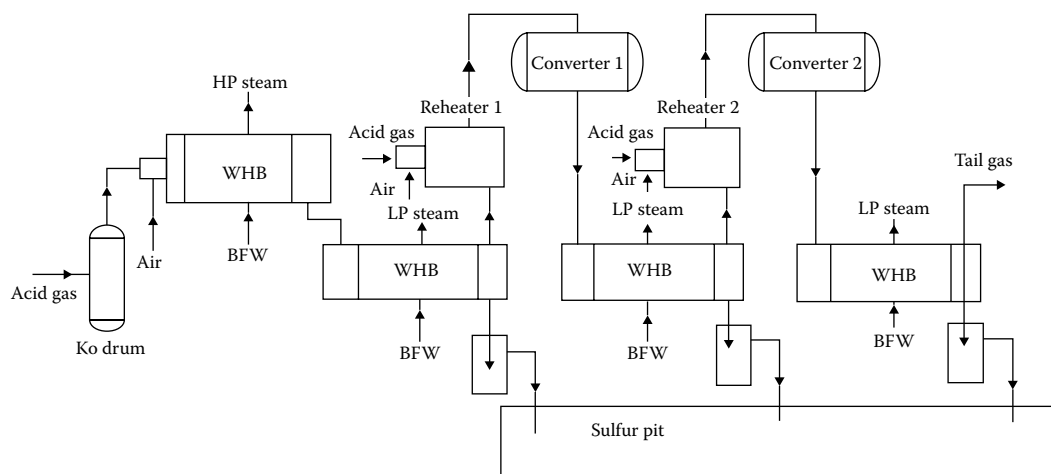 Converter 1
Converter 2
HP steam
Reheater 1
Reheater 2
Acid gas
Acid gas
WHB
Air
Air
Tail gas
LP steam
LP steam
LP steam
Air
BFW
WHB
WHB
WHB
Acid gas
Ko drum
BFW
BFW
BFW
Sulfur pit